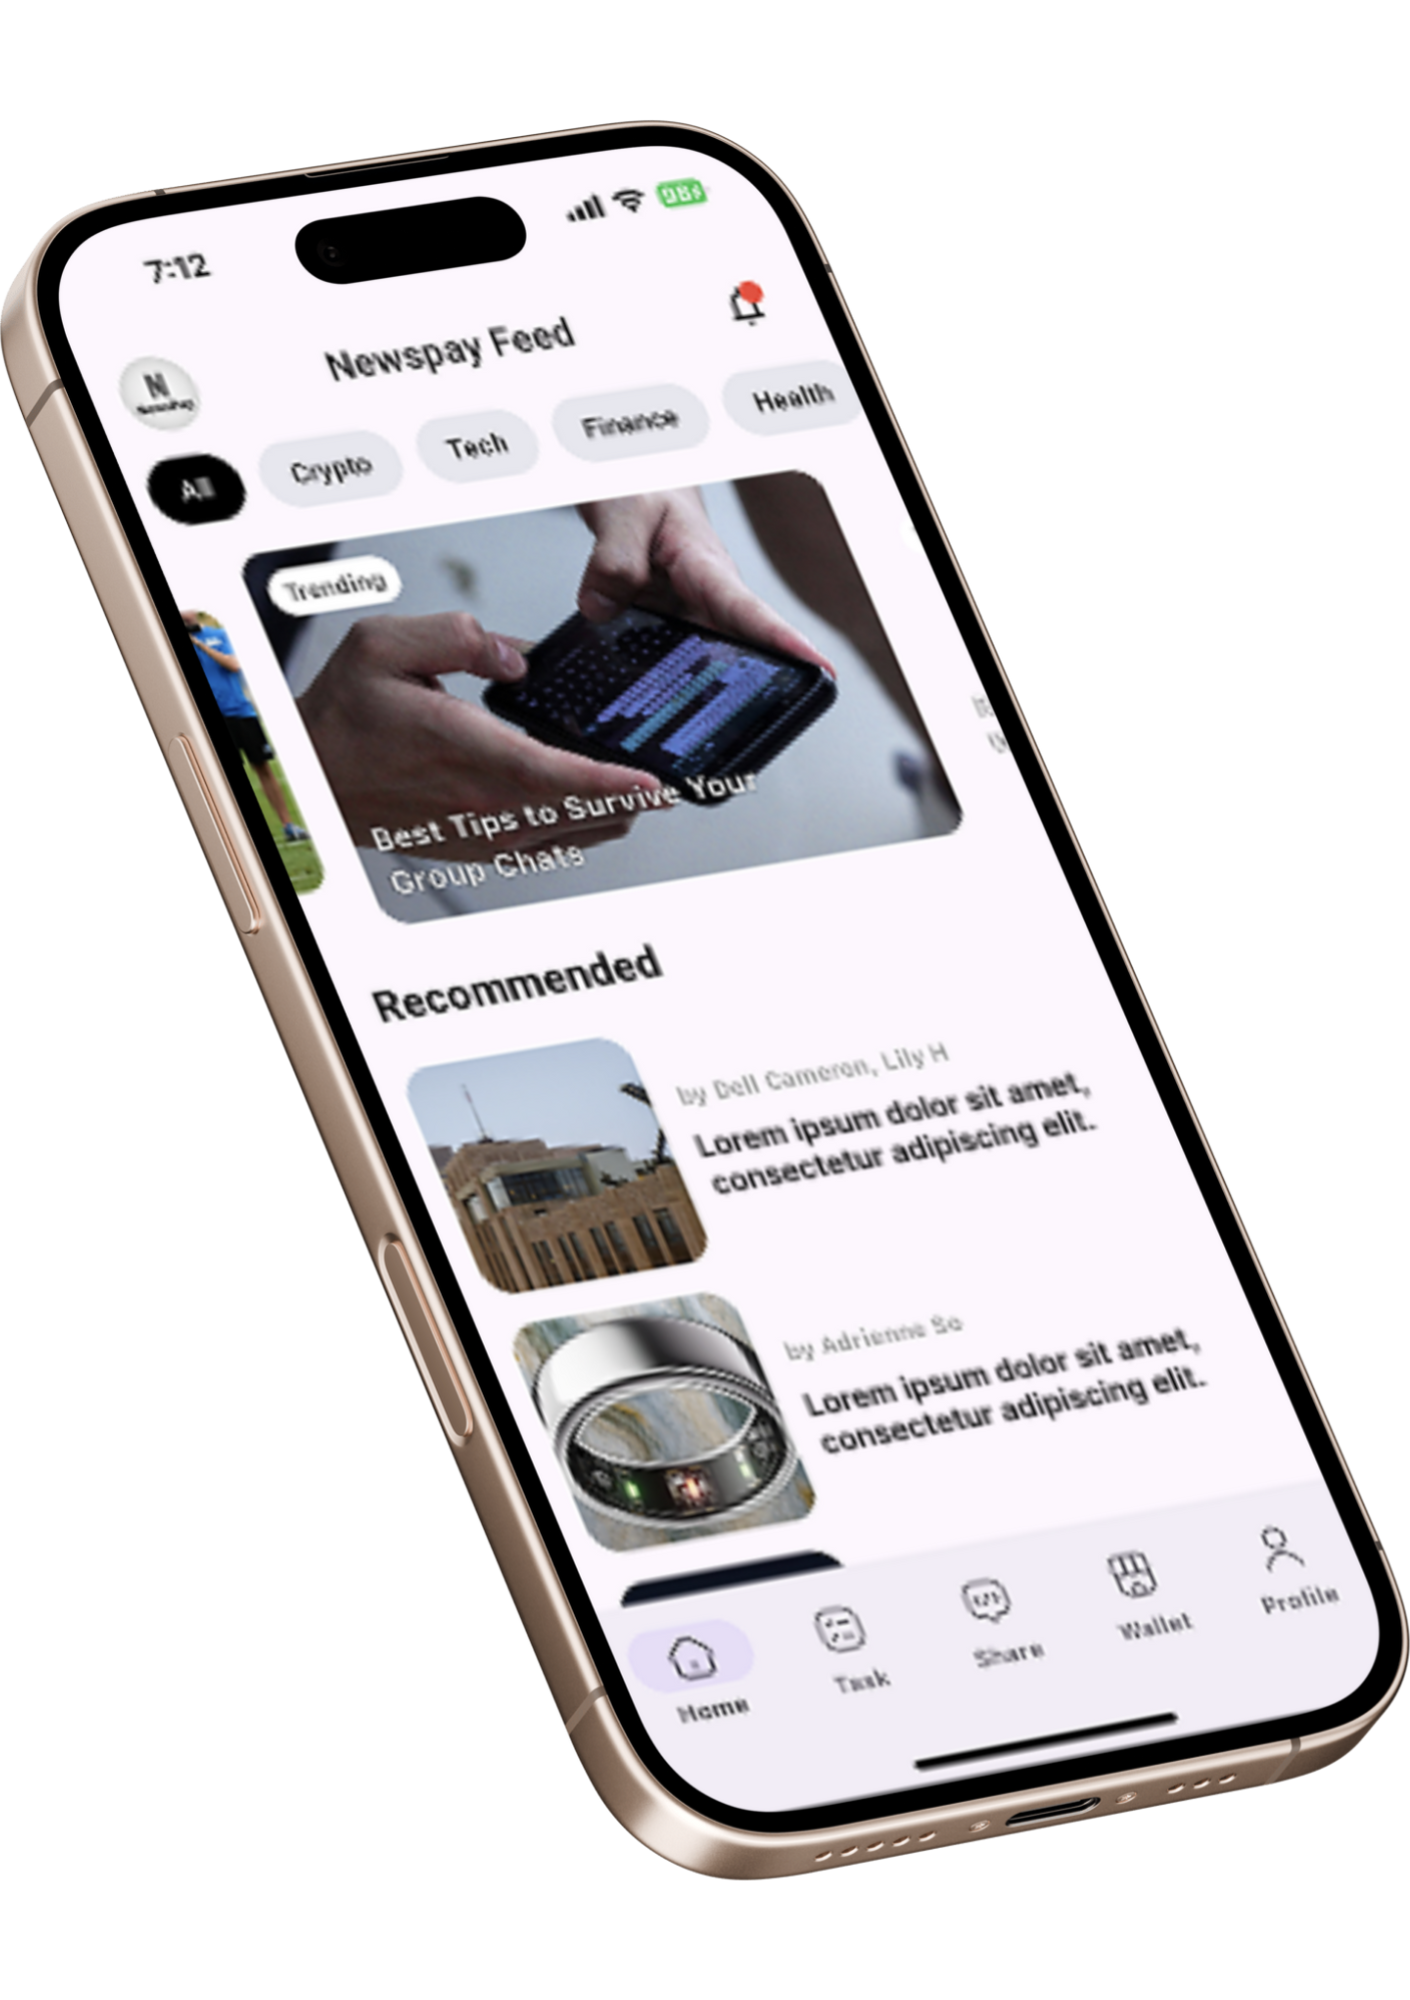 7:12
98
Newspay Feed
N
NewsPay
All
Crypto
Tech
Finance
Health
Trending
Best Tips to Survive Your
Group Chats
Recommended
by Dell Cameron, Lily H
Lorem ipsum dolor sit amet,
consectetur adipiscing elit.
by Adrienne So
Lorem ipsum dolor sit amet,
consectetur adipiscing elit.
Home
Task
Share
Wallet
Profile